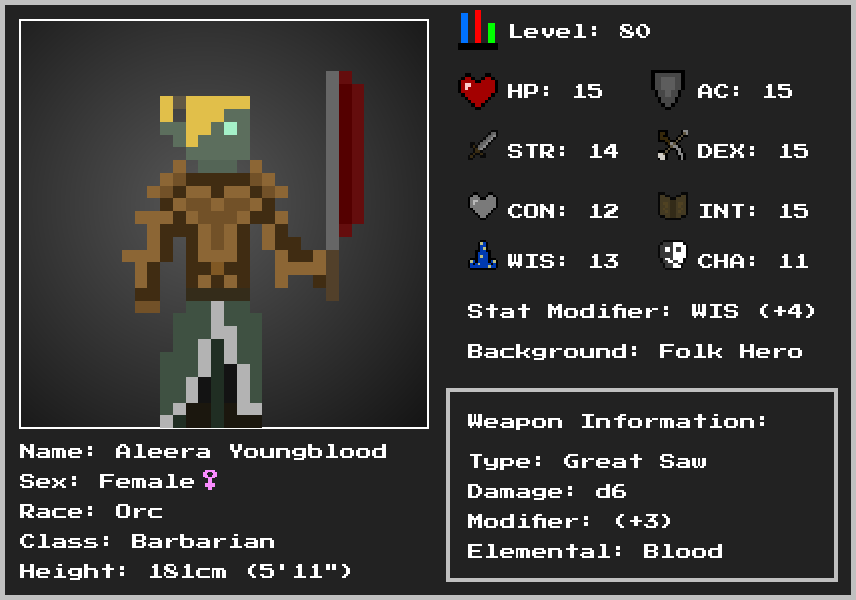 Level: 80
HP: 15 AC: 15
STR: 14 DEX: 15
CON: 12 INT: 15
WIS: 13 CHA: 11
Stat Modifier: WIS (+4)
Background: Folk Hero
Weapon Information:
Type: Great Saw
Damage: d6
Modifier: (+3)
Elemental: Blood
Name: Aleera Youngblood
Sex: Female♀
Race: Orc
Class: Barbarian
Height: 181cm (5'11")